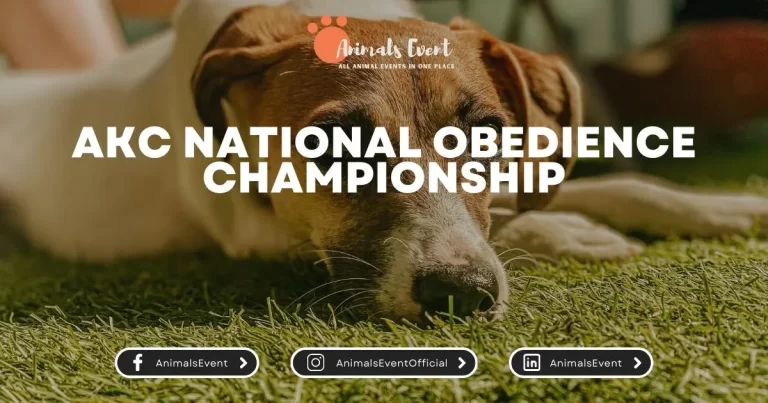 Animals Event
ALL ANIMAL EVENTS IN ONE PLACE
AKC NATIONAL OBEDIENCE
CHAMPIONSHIP
AnimalsEvent
AnimalsEventOfficial
AnimalsEvent